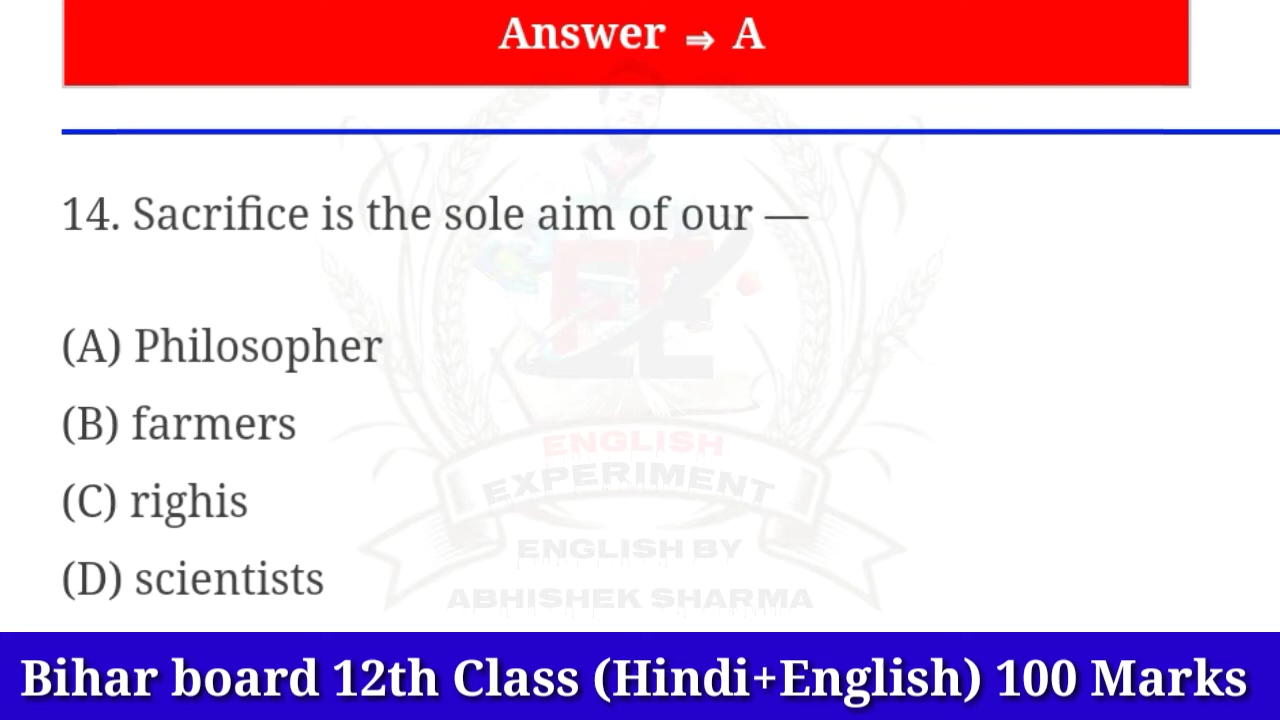 Answer ⇒ A
14. Sacrifice is the sole aim of our —
(A) Philosopher
(B) farmers
(C) righis
(D) scientists
EE
ENGLISH
EXPERIMENT
ENGLISH BY
ABHISHEK SHARMA
Bihar board 12th Class (Hindi+English) 100 Marks